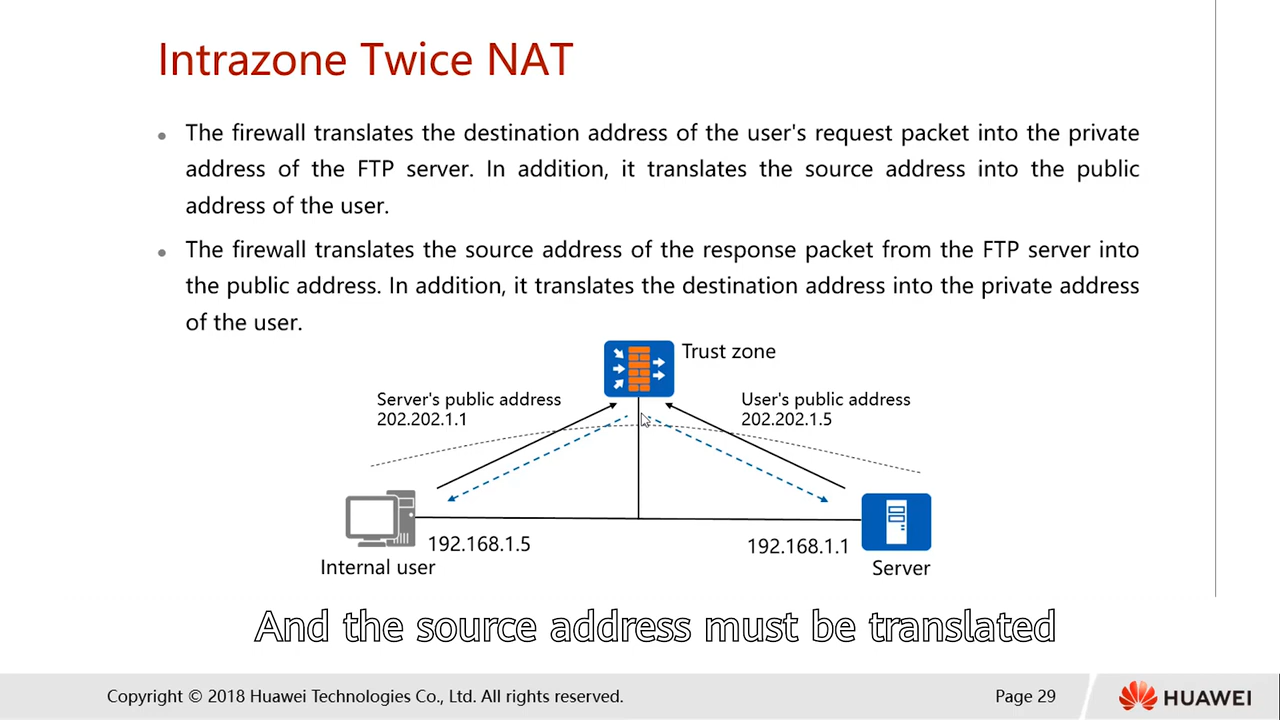 Intrazone Twice NAT
• The firewall translates the destination address of the user's request packet into the private
address of the FTP server. In addition, it translates the source address into the public
address of the user.
• The firewall translates the source address of the response packet from the FTP server into
the public address. In addition, it translates the destination address into the private address
of the user.
Trust zone
Server's public address
202.202.1.1
User's public address
202.202.1.5
192.168.1.5
192.168.1.1
Internal user
Server
And the source address must be translated
Copyright © 2018 Huawei Technologies Co., Ltd. All rights reserved.
Page 29
HUAWEI